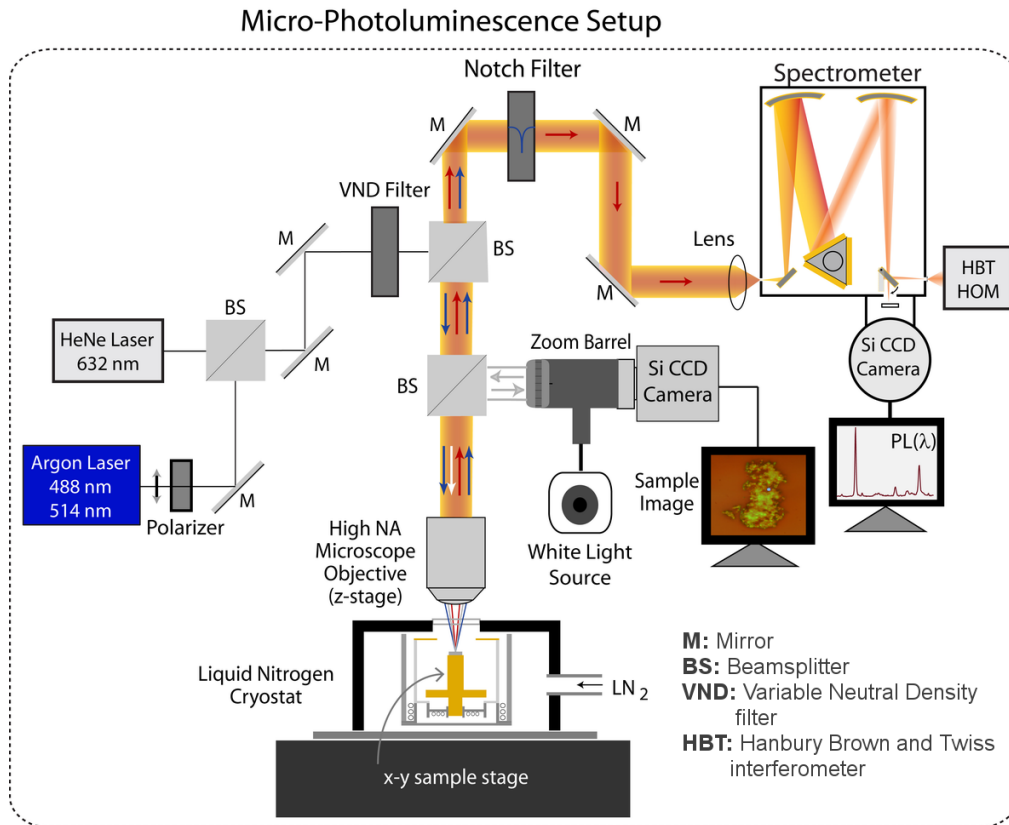 Micro-Photoluminescence Setup
Notch Filter
Spectrometer
M
M
VND Filter
M
BS
Lens
M
HBT
HOM
BS
HeNe Laser
632 nm
M
Zoom Barrel
BS
Si CCD
Camera
Si CCD
Camera
PL(λ)
Argon Laser
488 nm
514 nm
M
Polarizer
Sample
Image
High NA
Microscope
Objective
(z-stage)
White Light
Source
Liquid Nitrogen
Cryostat
LN2
x-y sample stage
M: Mirror
BS: Beamsplitter
VND: Variable Neutral Density
filter
HBT: Hanbury Brown and Twiss
interferometer